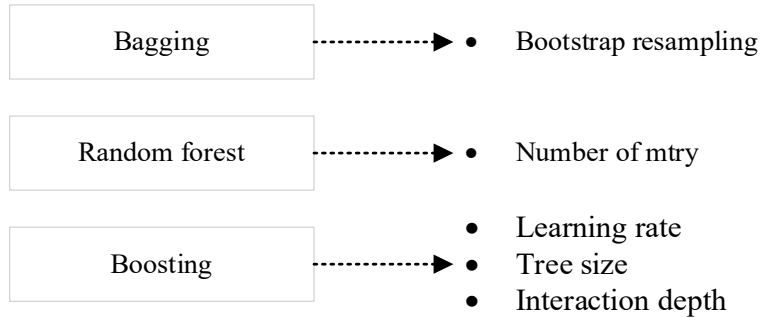 Bagging
• Bootstrap resampling
Random forest
• Number of mtry
Boosting
• Learning rate
• Tree size
• Interaction depth